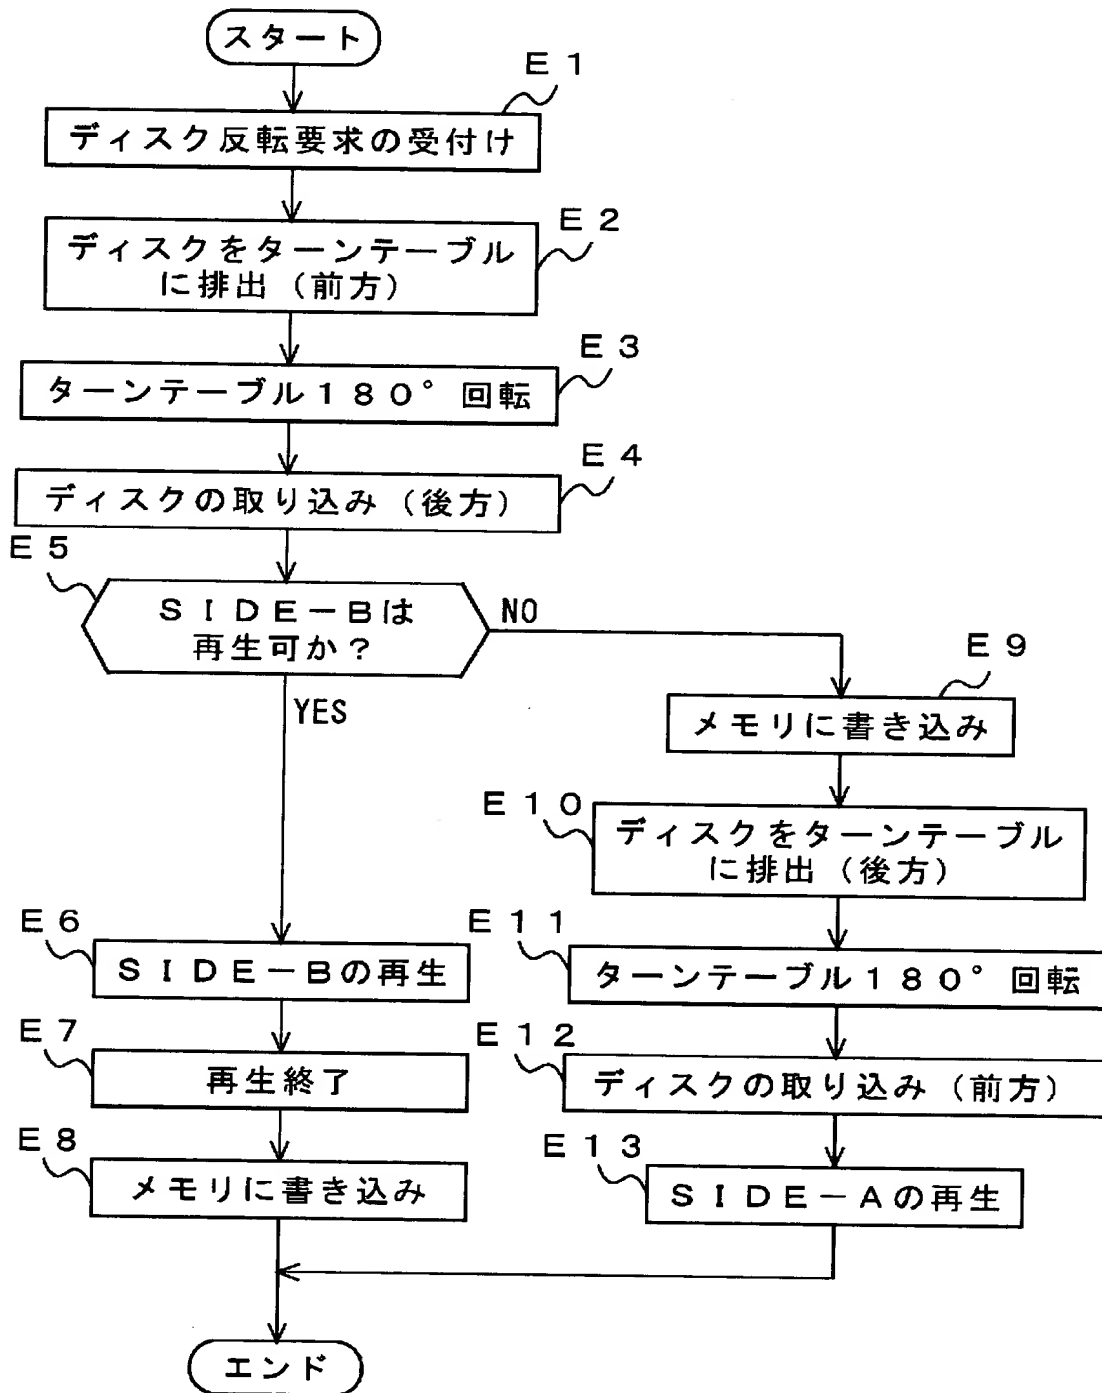 スタート
E1
ディスク反転要求の受付け
E2
ディスクをターンテーブル
に排出（前方）
E3
ターンテーブル180°回転
E4
ディスクの取り込み（後方）
E5
SIDE－Bは
再生可か？
NO
YES
E6
SIDE－Bの再生
E7
再生終了
E8
メモリに書き込み
E9
メモリに書き込み
E10
ディスクをターンテーブル
に排出（後方）
E11
ターンテーブル180°回転
E12
ディスクの取り込み（前方）
E13
SIDE－Aの再生
エンド